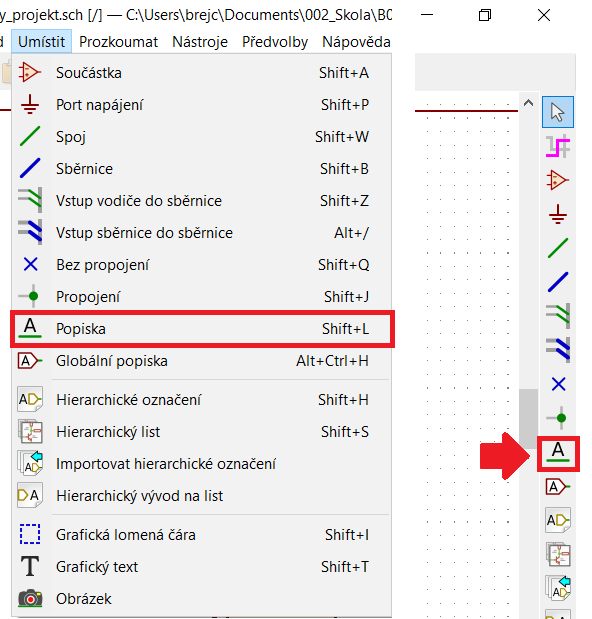 y_projekt.sch [/] — C:\Users\brejc\Documents\002_Skola\B0
Umístit Prozkoumat Nástroje Předvolby Nápověda
Součástka Shift+A
Port napájení Shift+P
Spoj Shift+W
Sběrnice Shift+B
Vstup vodiče do sběrnice Shift+Z
Vstup sběrnice do sběrnice Alt+/
Bez propojení Shift+Q
Propojení Shift+J
A Popiska Shift+L
A Globální popiska Alt+Ctrl+H
AD Hierarchické označení Shift+H
Hierarchický list Shift+S
AD Importovat hierarchické označení
DA Hierarchický vývod na list
Grafická lomená čára Shift+I
T Grafický text Shift+T
Obrázek
A
A
AD
AD